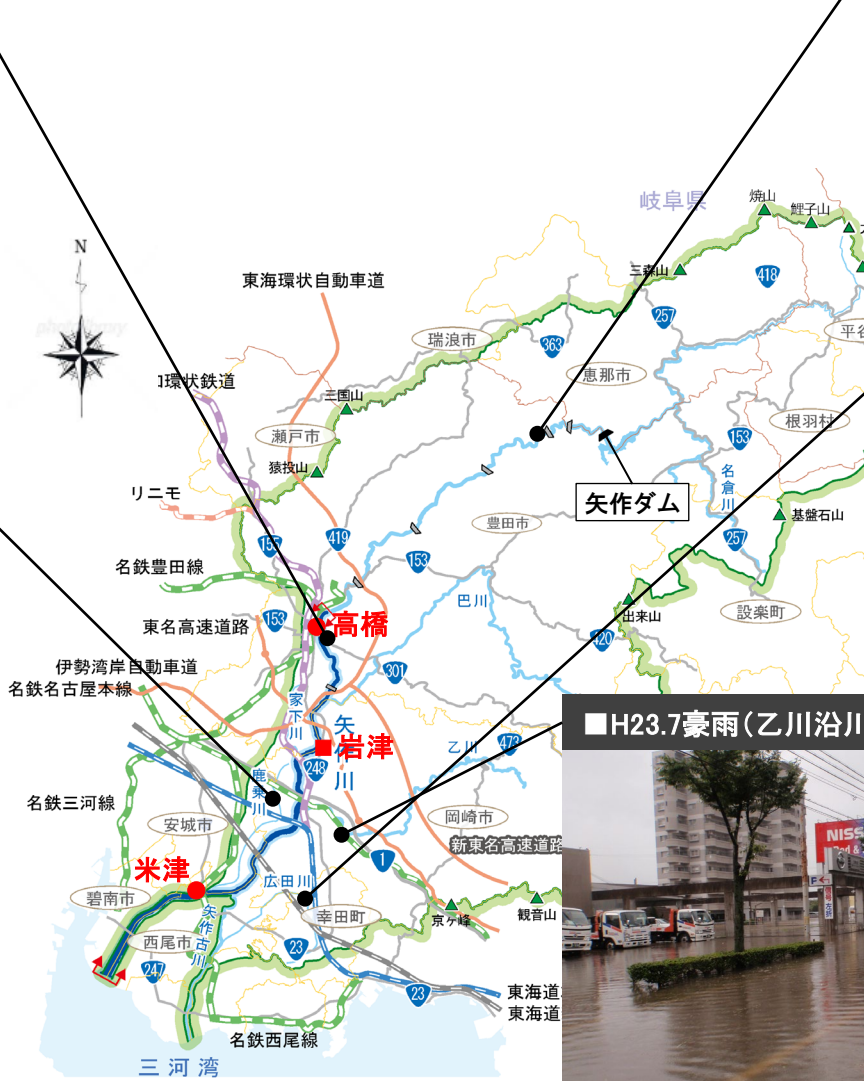 岐阜県
焼山
鯉子山
三森山
418
257
N
東海環状自動車道
瑞浪市
363
平谷
恵那市
環状鉄道
三国山
瀬戸市
根羽村
153
猿投山
名倉川
リニモ
矢作ダム
豊田市
基盤石山
155
419
257
153
名鉄豊田線
巴川
設楽町
出来山
153
高橋
東名高速道路
420
伊勢湾岸自動車道
301
名鉄名古屋本線
家下川
矢作川
岩津
乙川
473
248
■H23.7豪雨(乙川沿川
鹿乗川
名鉄三河線
安城市
岡崎市
新東名高速道路
NISS
1
米津
広田川
碧南市
矢作古川
幸田町
京ヶ峰
観音山
西尾市
23
247
23
東海道
東海道
名鉄西尾線
三河湾